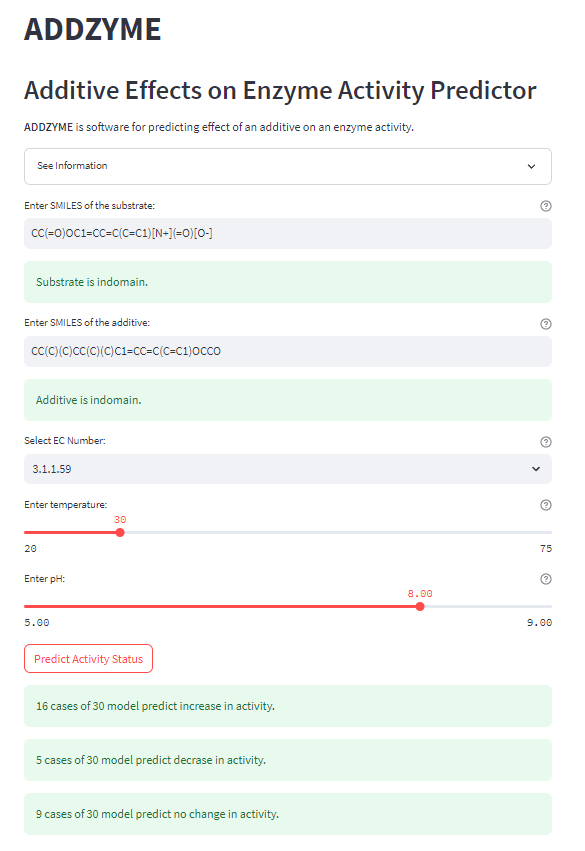 ADDZYME
Additive Effects on Enzyme Activity Predictor
ADDZYME is software for predicting effect of an additive on an enzyme activity.
See Information
Enter SMILES of the substrate:
CC(=O)OC1=CC=C(C=C1)[N+](=O)[O-]
Substrate is indomain.
Enter SMILES of the additive:
CC(C)(C)CC(C)(C)C1=CC=C(C=C1)OCCO
Additive is indomain.
Select EC Number:
3.1.1.59
Enter temperature:
30
20 75
Enter pH:
8.00
5.00 9.00
Predict Activity Status
16 cases of 30 model predict increase in activity.
5 cases of 30 model predict decrase in activity.
9 cases of 30 model predict no change in activity.